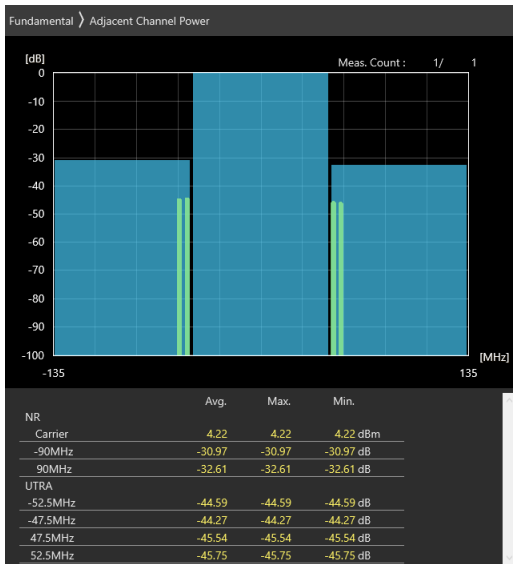 Fundamental 〉 Adjacent Channel Power
[dB]
Meas. Count : 1/ 1
0
-10
-20
-30
-40
-50
-60
-70
-80
-90
-100
[MHz]
-135 135
Avg. Max. Min.
NR
Carrier 4.22 4.22 4.22 dBm
-90MHz -30.97 -30.97 -30.97 dB
90MHz -32.61 -32.61 -32.61 dB
UTRA
-52.5MHz -44.59 -44.59 -44.59 dB
-47.5MHz -44.27 -44.27 -44.27 dB
47.5MHz -45.54 -45.54 -45.54 dB
52.5MHz -45.75 -45.75 -45.75 dB